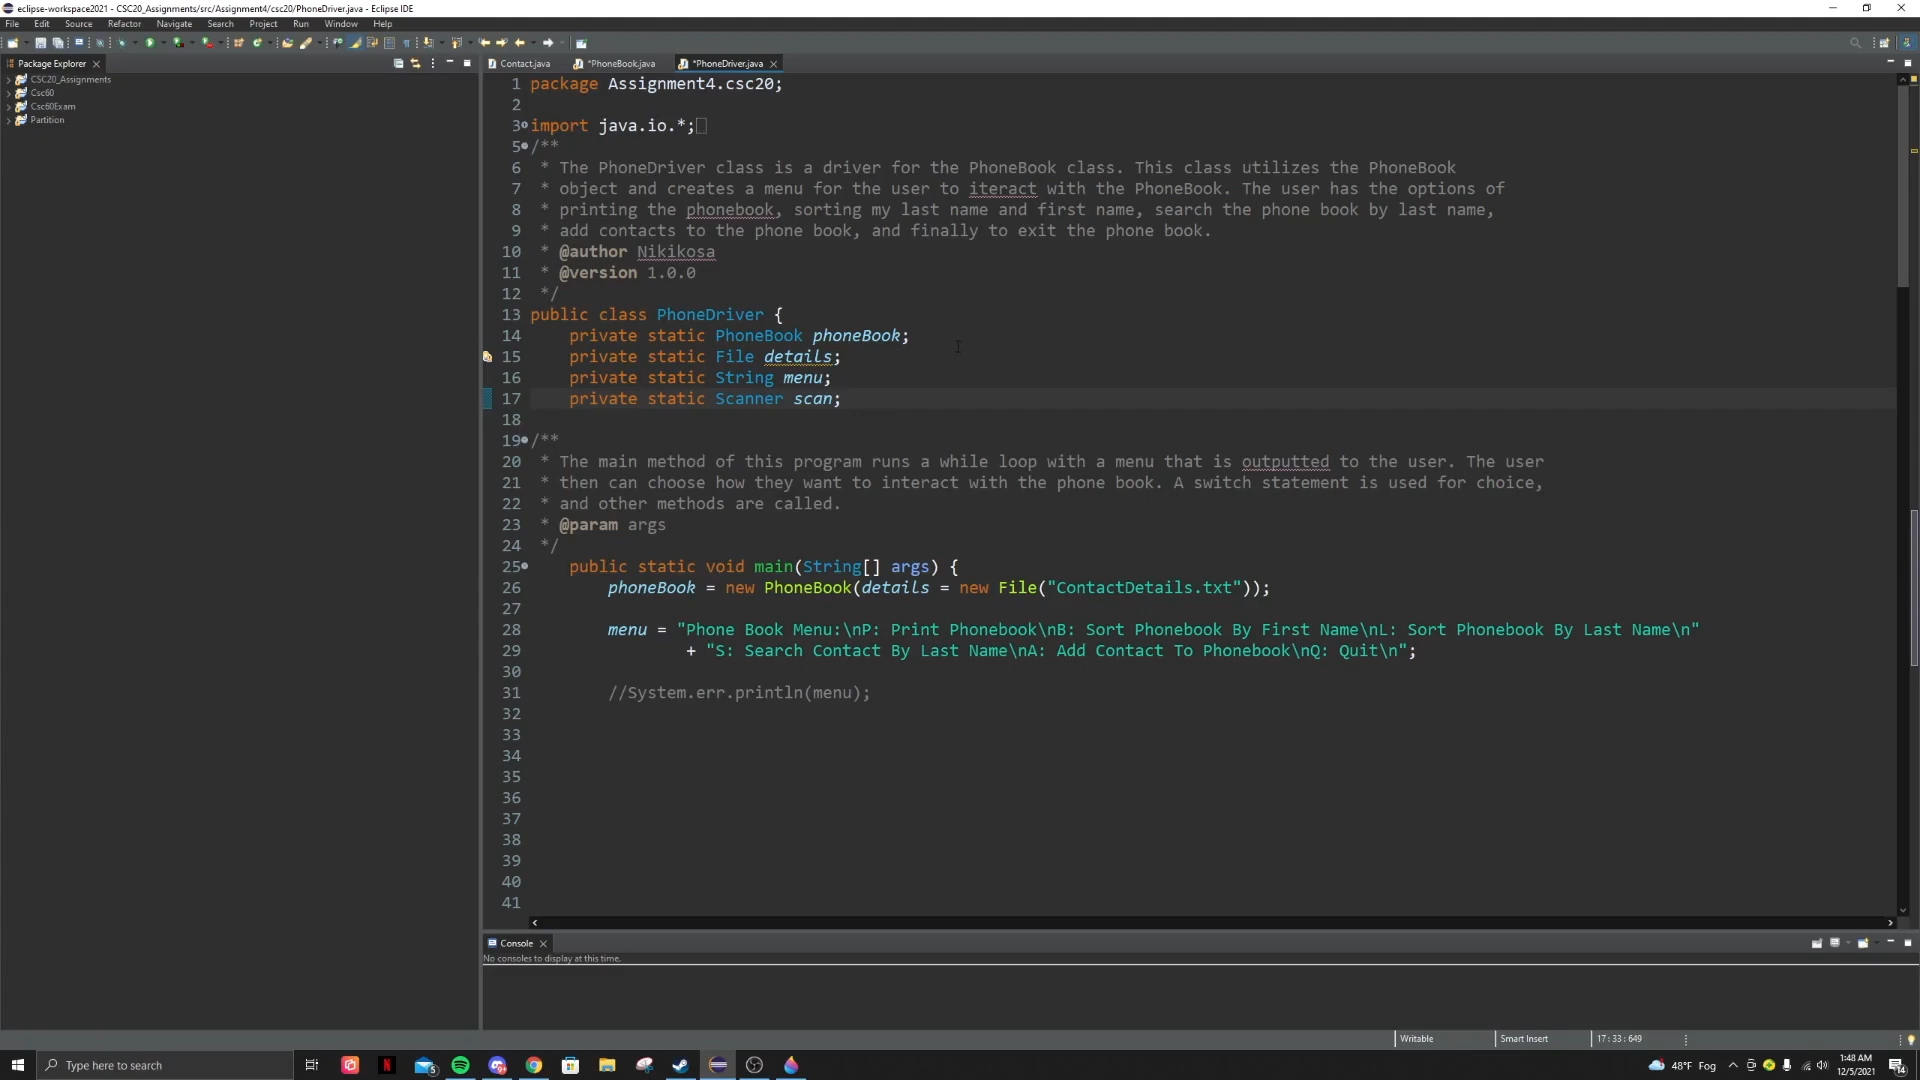 eclipse-workspace2021 - CSC20_Assignments/src/Assignment4/csc20/PhoneDriver.java - Eclipse IDE
File Edit Source Refactor Navigate Search Project Run Window Help
Package Explorer
Contact.java *PhoneBook.java *PhoneDriver.java
CSC20_Assignments
Csc60
Csc60Exam
Partition
1 package Assignment4.csc20;
2
3 import java.io.*;
5 /**
6 * The PhoneDriver class is a driver for the PhoneBook class. This class utilizes the PhoneBook
7 * object and creates a menu for the user to iteract with the PhoneBook. The user has the options of
8 * printing the phonebook, sorting my last name and first name, search the phone book by last name,
9 * add contacts to the phone book, and finally to exit the phone book.
10 * @author Nikikosa
11 * @version 1.0.0
12 */
13 public class PhoneDriver {
14 private static PhoneBook phoneBook;
15 private static File details;
16 private static String menu;
17 private static Scanner scan;
18
19 /**
20 * The main method of this program runs a while loop with a menu that is outputted to the user. The user
21 * then can choose how they want to interact with the phone book. A switch statement is used for choice,
22 * and other methods are called.
23 * @param args
24 */
25 public static void main(String[] args) {
26 phoneBook = new PhoneBook(details = new File("ContactDetails.txt"));
27
28 menu = "Phone Book Menu:\nP: Print Phonebook\nB: Sort Phonebook By First Name\nL: Sort Phonebook By Last Name\n"
29 + "S: Search Contact By Last Name\nA: Add Contact To Phonebook\nQ: Quit\n";
30
31 //System.err.println(menu);
32
33
34
35
36
37
38
39
40
41
Console
No consoles to display at this time.
Writable Smart Insert 17 : 33 : 649
Type here to search
48°F Fog
1:48 AM
12/5/2021